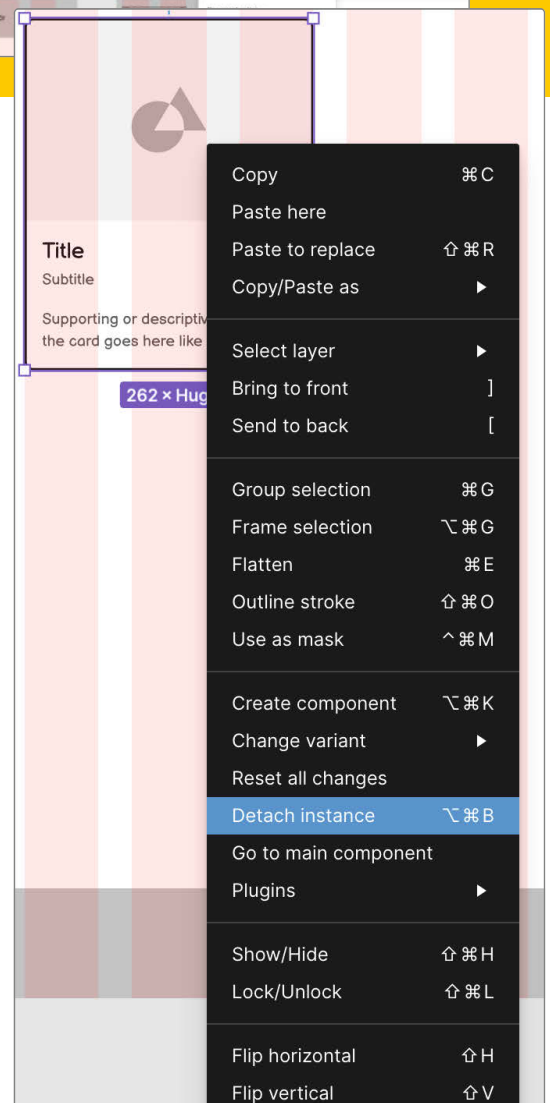 Title
Subtitle
Supporting or descriptiv
the card goes here like
262 × Hug
Copy ⌘C
Paste here
Paste to replace ⇧⌘R
Copy/Paste as ▶
Select layer ▶
Bring to front ]
Send to back [
Group selection ⌘G
Frame selection ⌥⌘G
Flatten ⌘E
Outline stroke ⇧⌘O
Use as mask ^⌘M
Create component ⌥⌘K
Change variant ▶
Reset all changes
Detach instance ⌥⌘B
Go to main component
Plugins ▶
Show/Hide ⇧⌘H
Lock/Unlock ⇧⌘L
Flip horizontal ⇧H
Flip vertical ⇧V